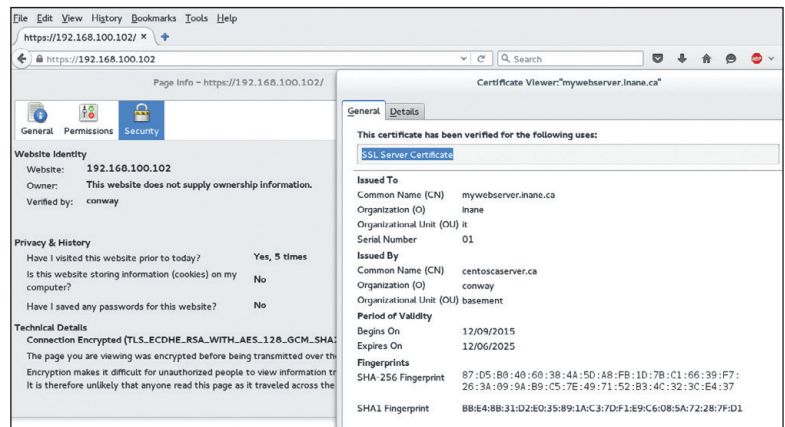 File Edit View History Bookmarks Tools Help
https://192.168.100.102/ × +
https://192.168.100.102
Search
Page Info – https://192.168.100.102/
General Permissions Security
Website Identity
Website: 192.168.100.102
Owner: This website does not supply ownership information.
Verified by: conway
Privacy & History
Have I visited this website prior to today? Yes, 5 times
Is this website storing information (cookies) on my computer? No
Have I saved any passwords for this website? No
Technical Details
Connection Encrypted (TLS_ECDHE_RSA_WITH_AES_128_GCM_SHA
The page you are viewing was encrypted before being transmitted over th
Encryption makes it difficult for unauthorized people to view information tr
It is therefore unlikely that anyone read this page as it traveled across the
Certificate Viewer:"mywebserver.inane.ca"
General Details
This certificate has been verified for the following uses:
SSL Server Certificate
Issued To
Common Name (CN) mywebserver.inane.ca
Organization (O) inane
Organizational Unit (OU) it
Serial Number 01
Issued By
Common Name (CN) centoscaserver.ca
Organization (O) conway
Organizational Unit (OU) basement
Period of Validity
Begins On 12/09/2015
Expires On 12/06/2025
Fingerprints
SHA-256 Fingerprint 87:D5:B0:40:60:38:4A:5D:A8:FB:1D:7B:C1:66:39:F7:
26:3A:09:9A:B9:C5:7E:49:71:52:B3:4C:32:3C:E4:37
SHA1 Fingerprint BB:E4:8B:31:D2:E0:35:89:1A:C3:7D:F1:E9:C6:08:5A:72:28:7F:D1